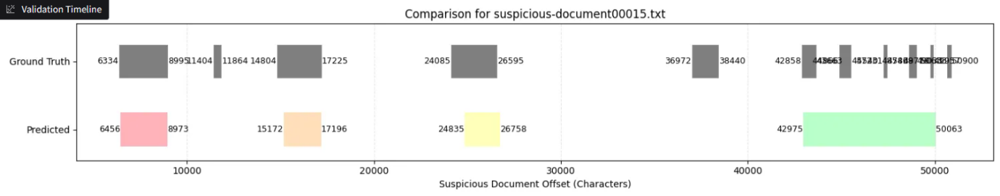 Validation Timeline
Comparison for suspicious-document00015.txt
Ground Truth
6334 8995 11404 11864 14804 17225 24085 26595 36972 38440 42858 50900
Predicted
6456 8973 15172 17196 24835 26758 42975 50063
10000 20000 30000 40000 50000
Suspicious Document Offset (Characters)